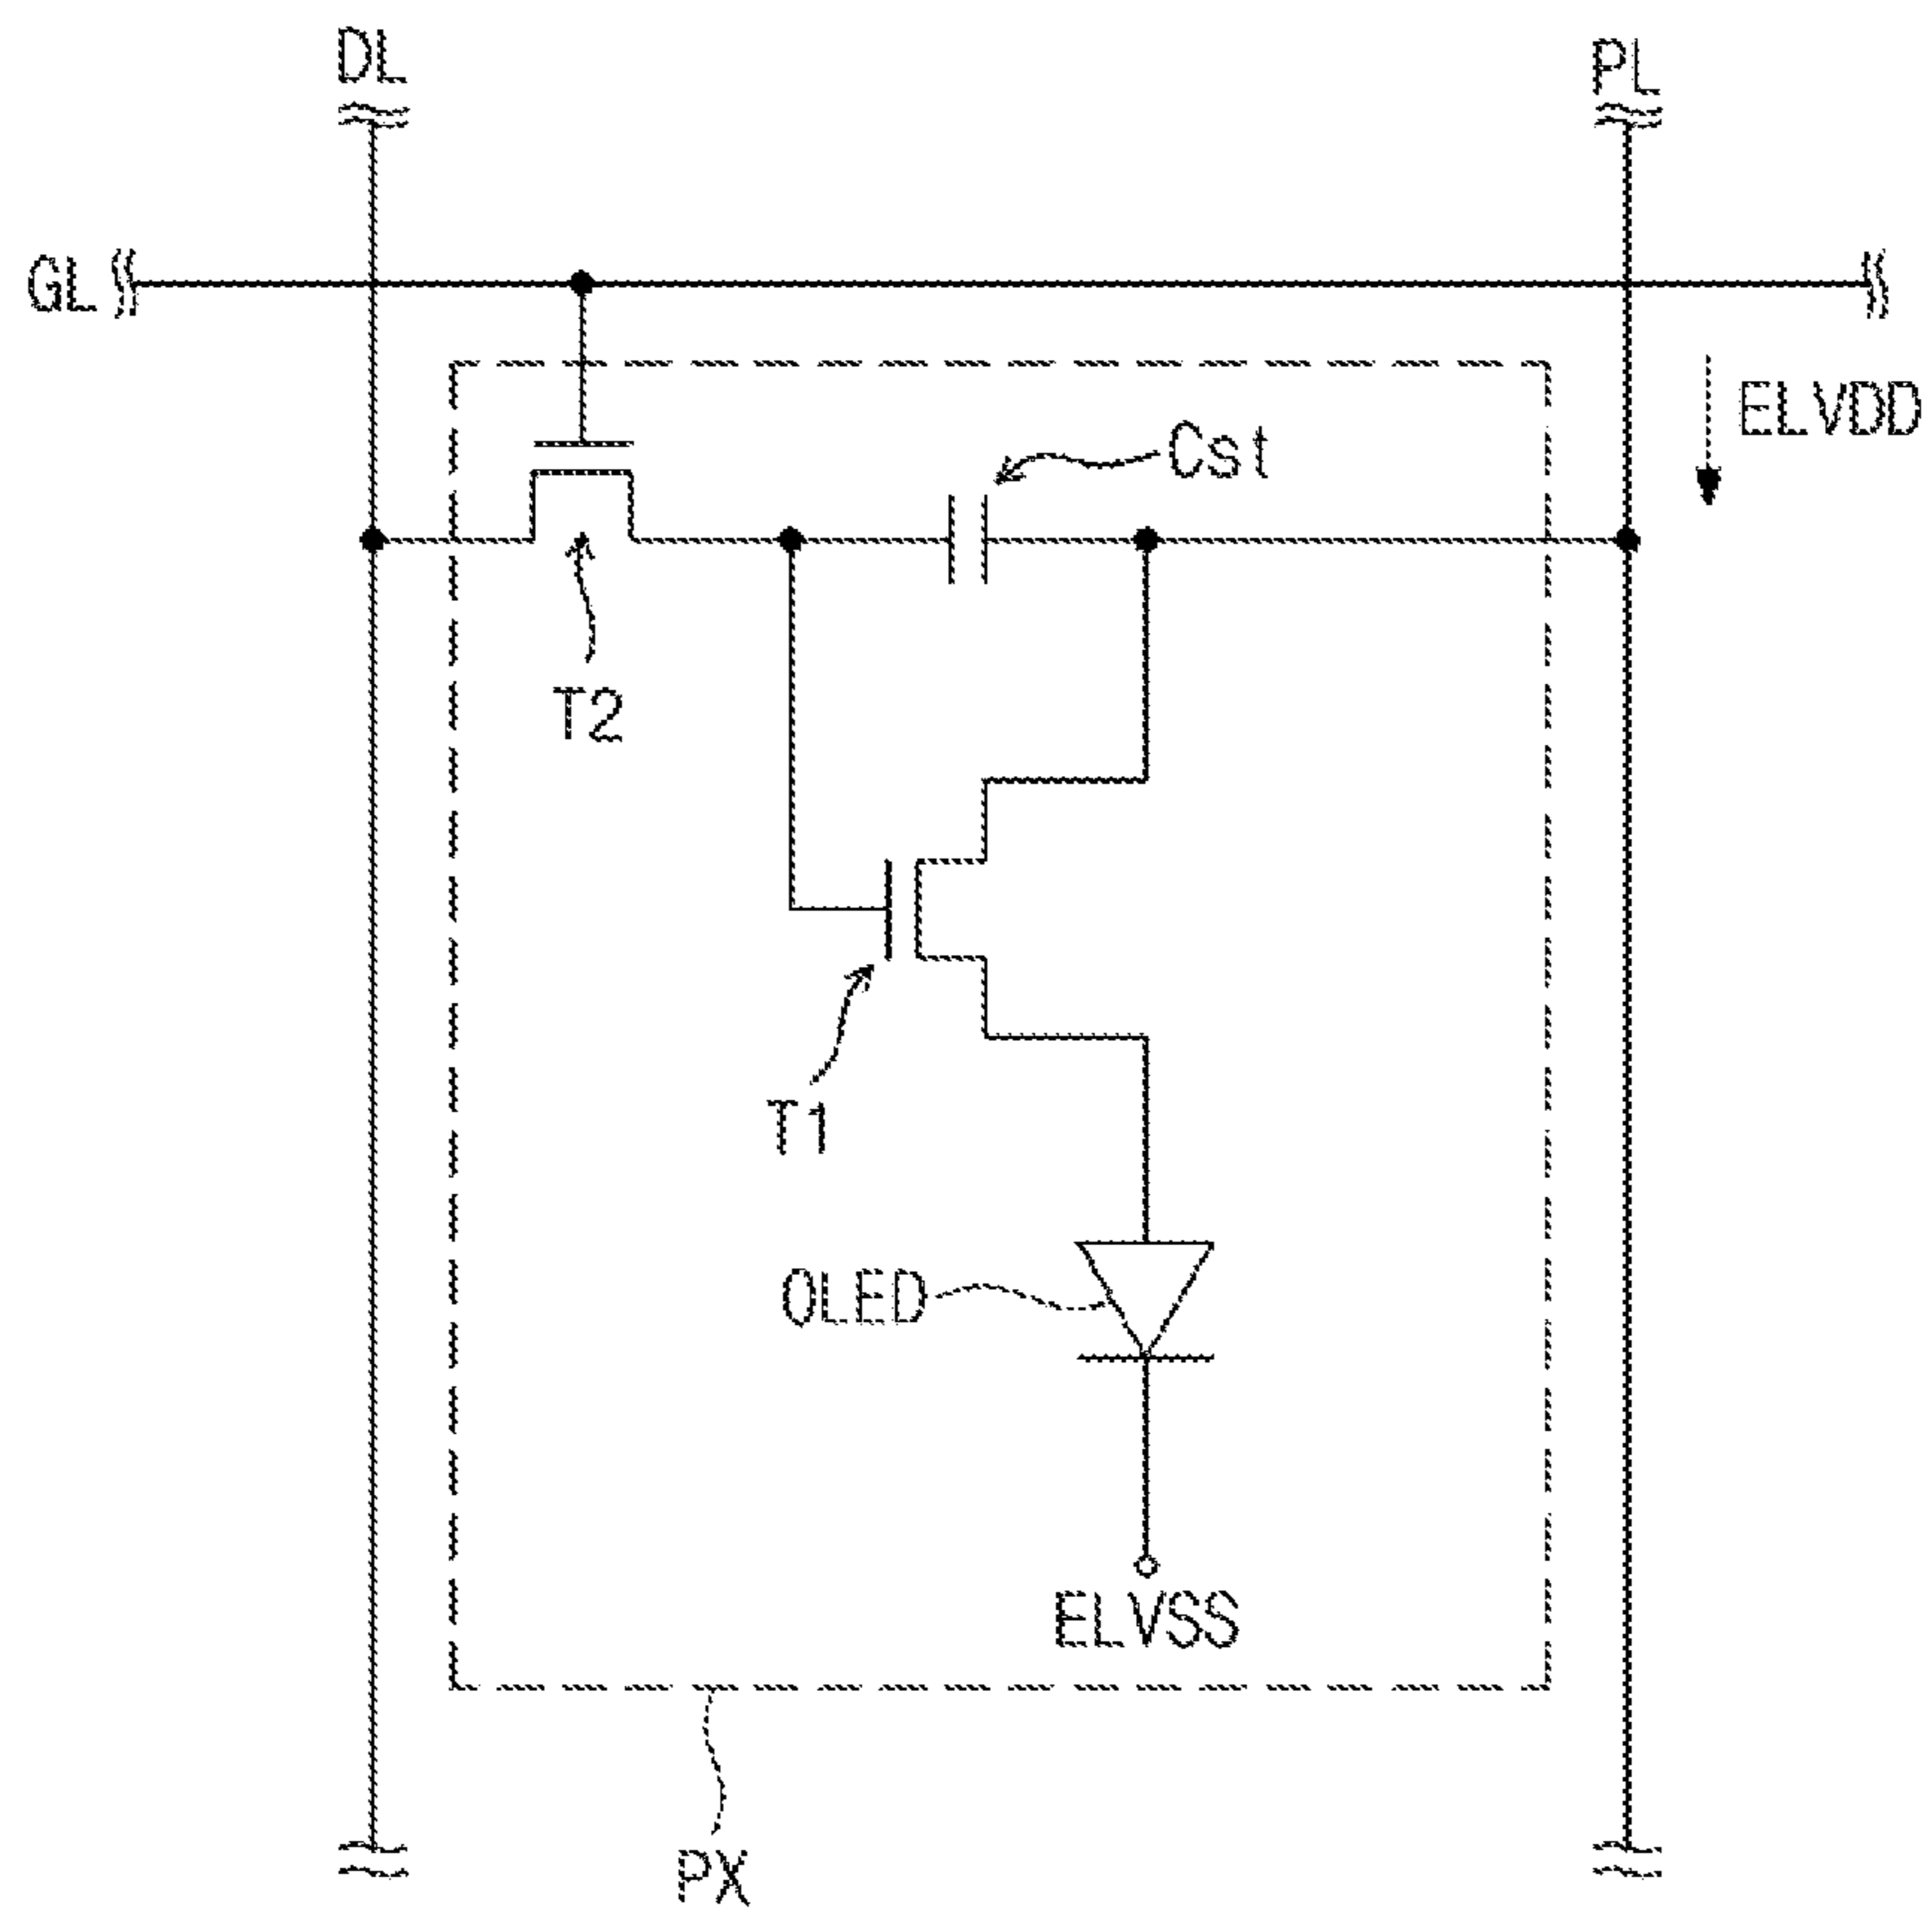 DL
PL
GL
ELVDD
Cst
T2
T1
OLED
ELVSS
PX